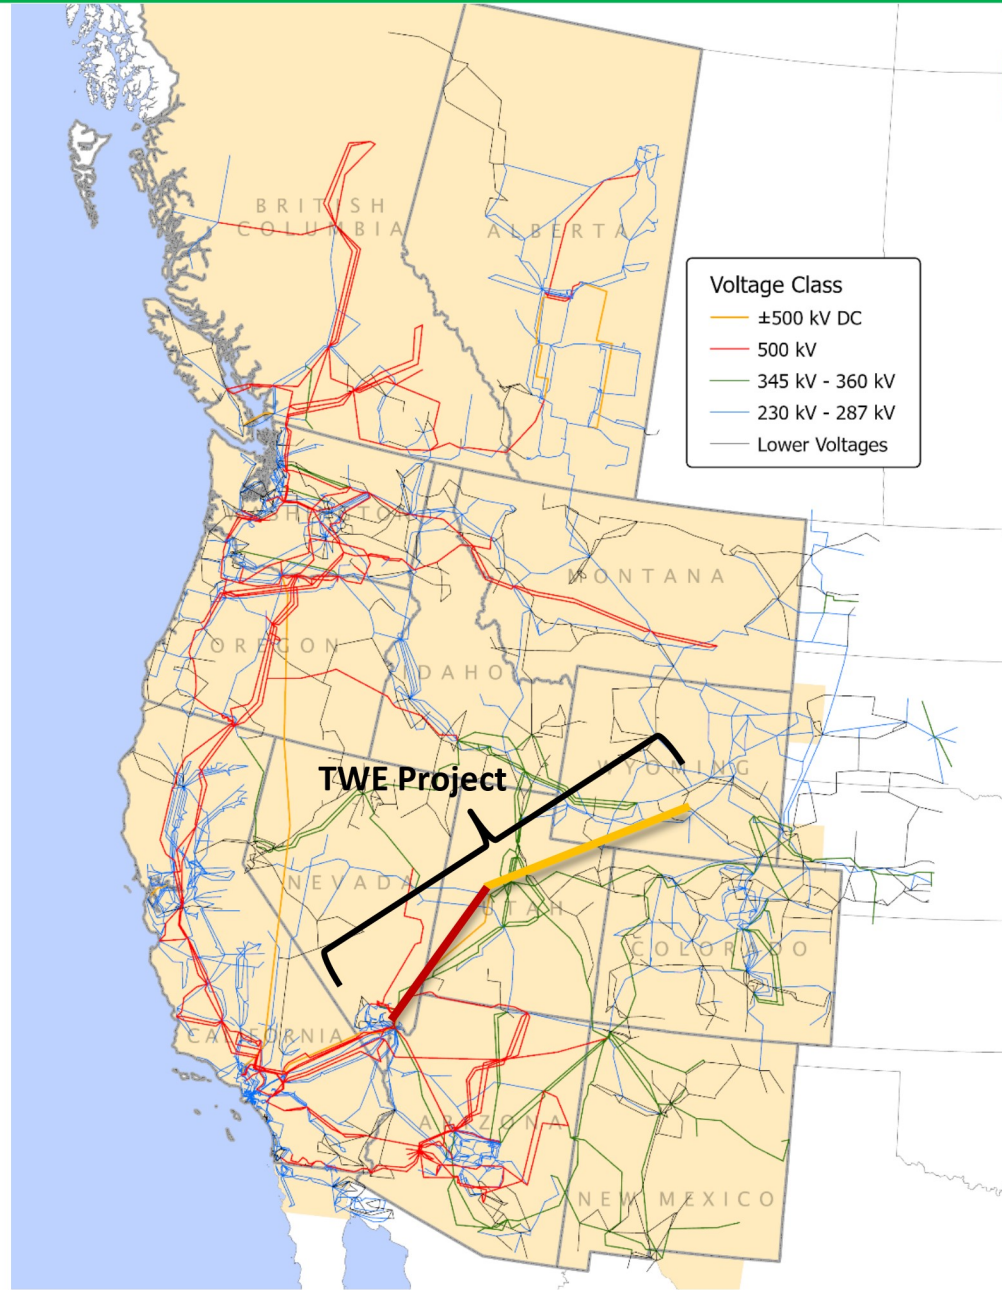 BRITISH
COLUMBIA
ALBERTA
Voltage Class
±500 kV DC
500 kV
345 kV - 360 kV
230 kV - 287 kV
Lower Voltages
WASHINGTON
MONTANA
OREGON
IDAHO
WYOMING
TWE Project
NEVADA
UTAH
COLORADO
CALIFORNIA
ARIZONA
NEW MEXICO